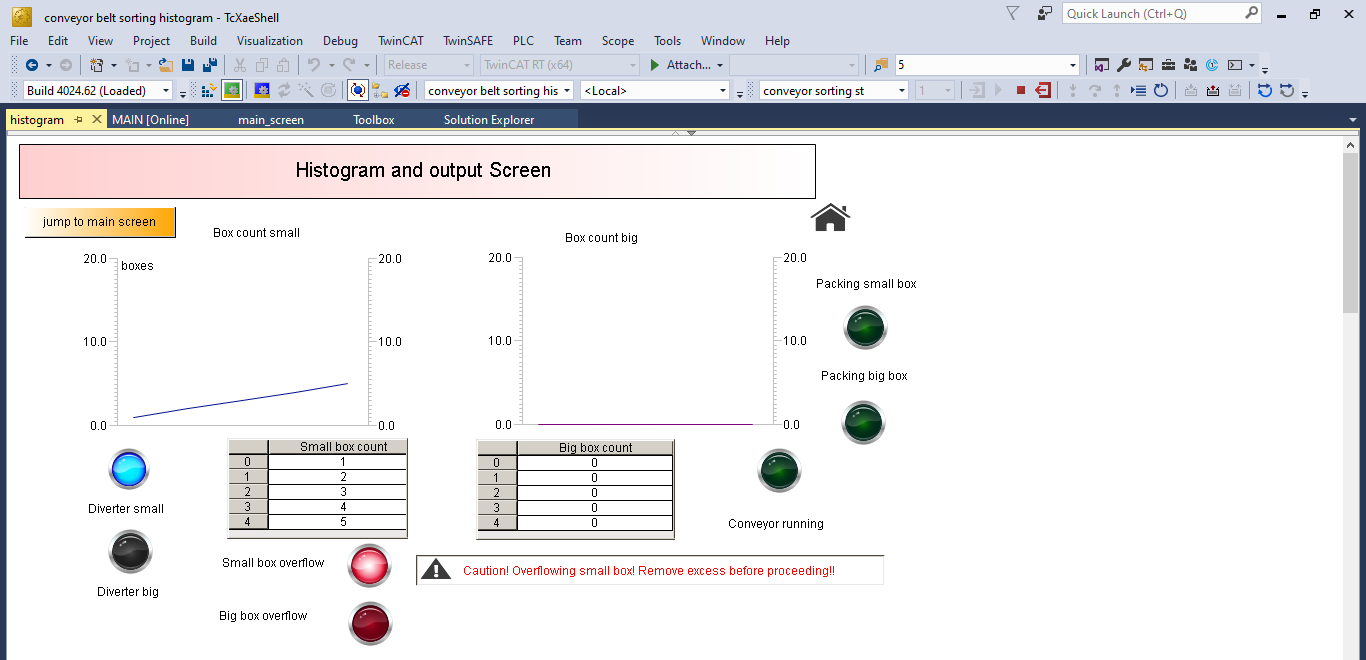 conveyor belt sorting histogram - TcXaeShell
Quick Launch (Ctrl+Q)
File Edit View Project Build Visualization Debug TwinCAT TwinSAFE PLC Team Scope Tools Window Help
Release TwinCAT RT (x64) Attach... 5
Build 4024.62 (Loaded) conveyor belt sorting his <Local> conveyor sorting st 1
histogram MAIN [Online] main_screen Toolbox Solution Explorer
Histogram and output Screen
jump to main screen
Box count small
Box count big
20.0 boxes 20.0
10.0 10.0
0.0 0.0
20.0 20.0
10.0 10.0
0.0 0.0
Packing small box
Packing big box
Small box count
0 1
1 2
2 3
3 4
4 5
Big box count
0 0
1 0
2 0
3 0
4 0
Diverter small
Conveyor running
Diverter big
Small box overflow
Caution! Overflowing small box! Remove excess before proceeding!!
Big box overflow